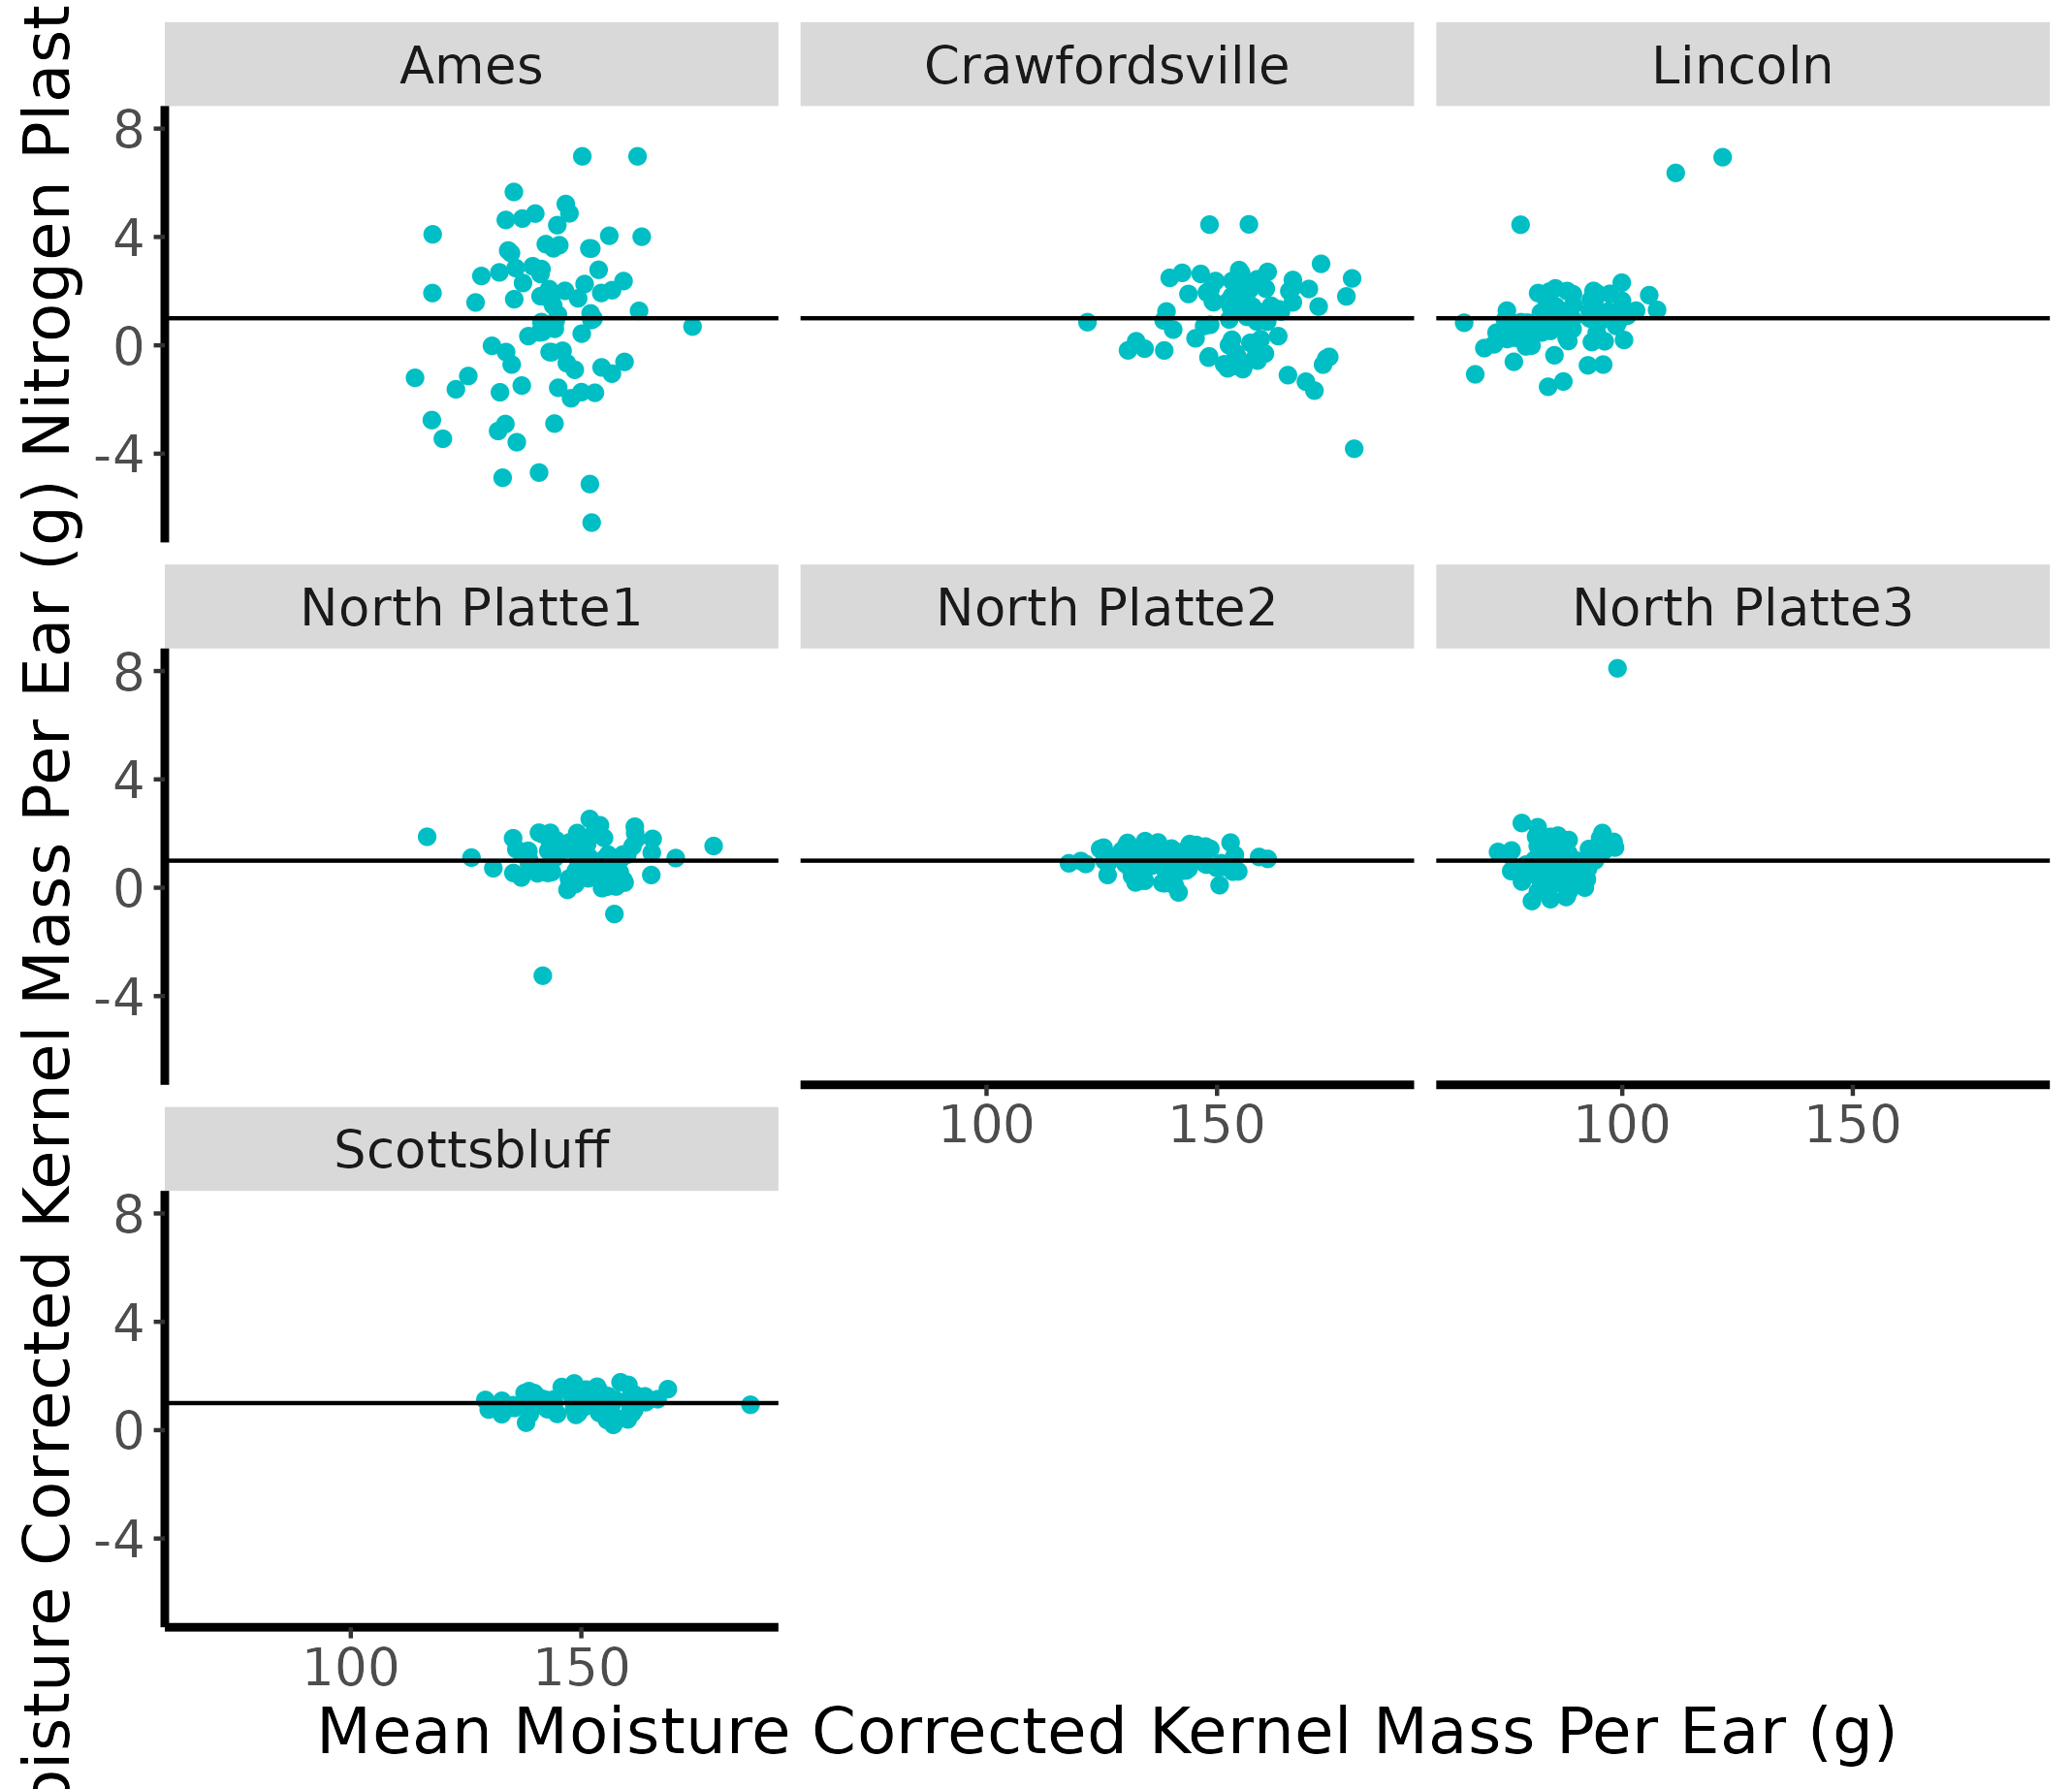 Ames
Crawfordsville
Lincoln
8
4
0
-4
North Platte1
North Platte2
North Platte3
8
4
0
-4
100 150
100 150
Scottsbluff
8
4
0
-4
100 150
Mean Moisture Corrected Kernel Mass Per Ear (g)
Corrected Kernel Mass Per Ear (g) Nitrogen